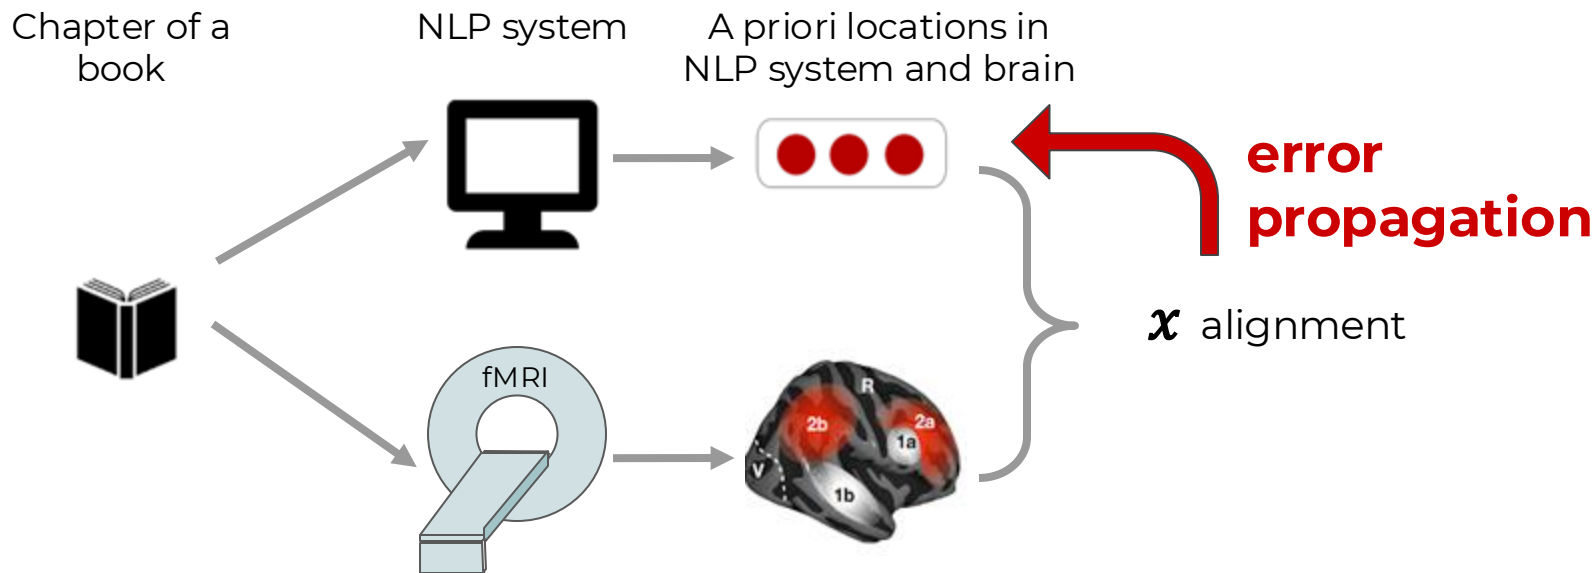 Chapter of a
book
NLP system
A priori locations in
NLP system and brain
error
propagation
x alignment
fMRI
R
2b
2a
1a
V
1b